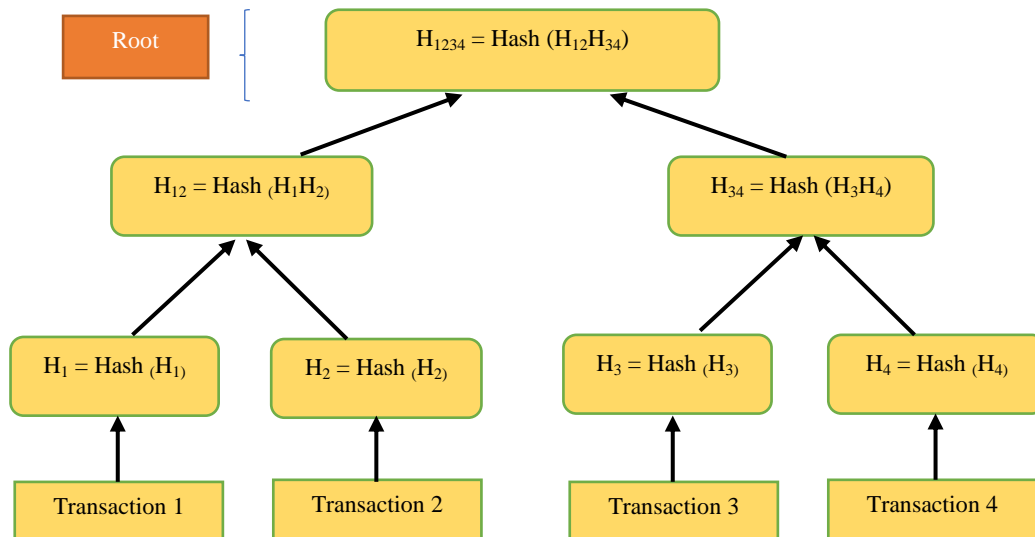 Root
H₁₂₃₄ = Hash (H₁₂H₃₄)
H₁₂ = Hash ₍H₁H₂₎
H₃₄ = Hash (H₃H₄)
H₁ = Hash ₍H₁₎
H₂ = Hash ₍H₂₎
H₃ = Hash ₍H₃₎
H₄ = Hash ₍H₄₎
Transaction 1
Transaction 2
Transaction 3
Transaction 4